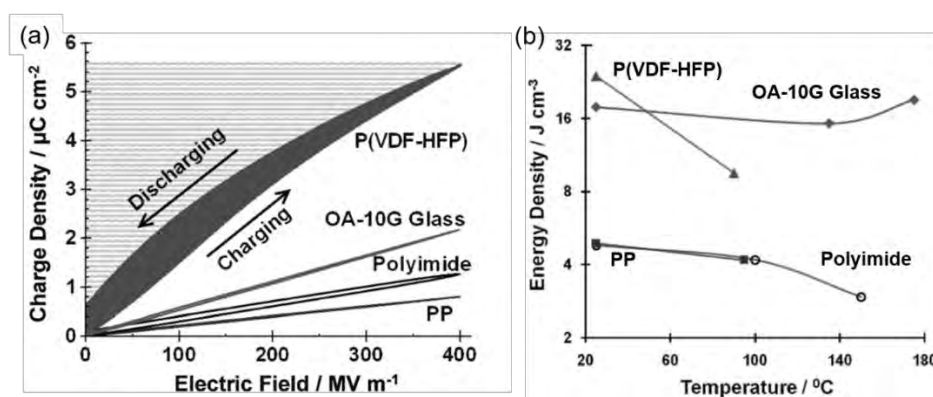 (a)
Charge Density / µC cm⁻²
6
5
4
3
2
1
0
Discharging
Charging
P(VDF-HFP)
OA-10G Glass
Polyimide
PP
0 100 200 300 400
Electric Field / MV m⁻¹
(b)
Energy Density / J cm⁻³
32
16
8
4
2
P(VDF-HFP)
OA-10G Glass
PP
Polyimide
20 60 100 140 180
Temperature / ⁰C